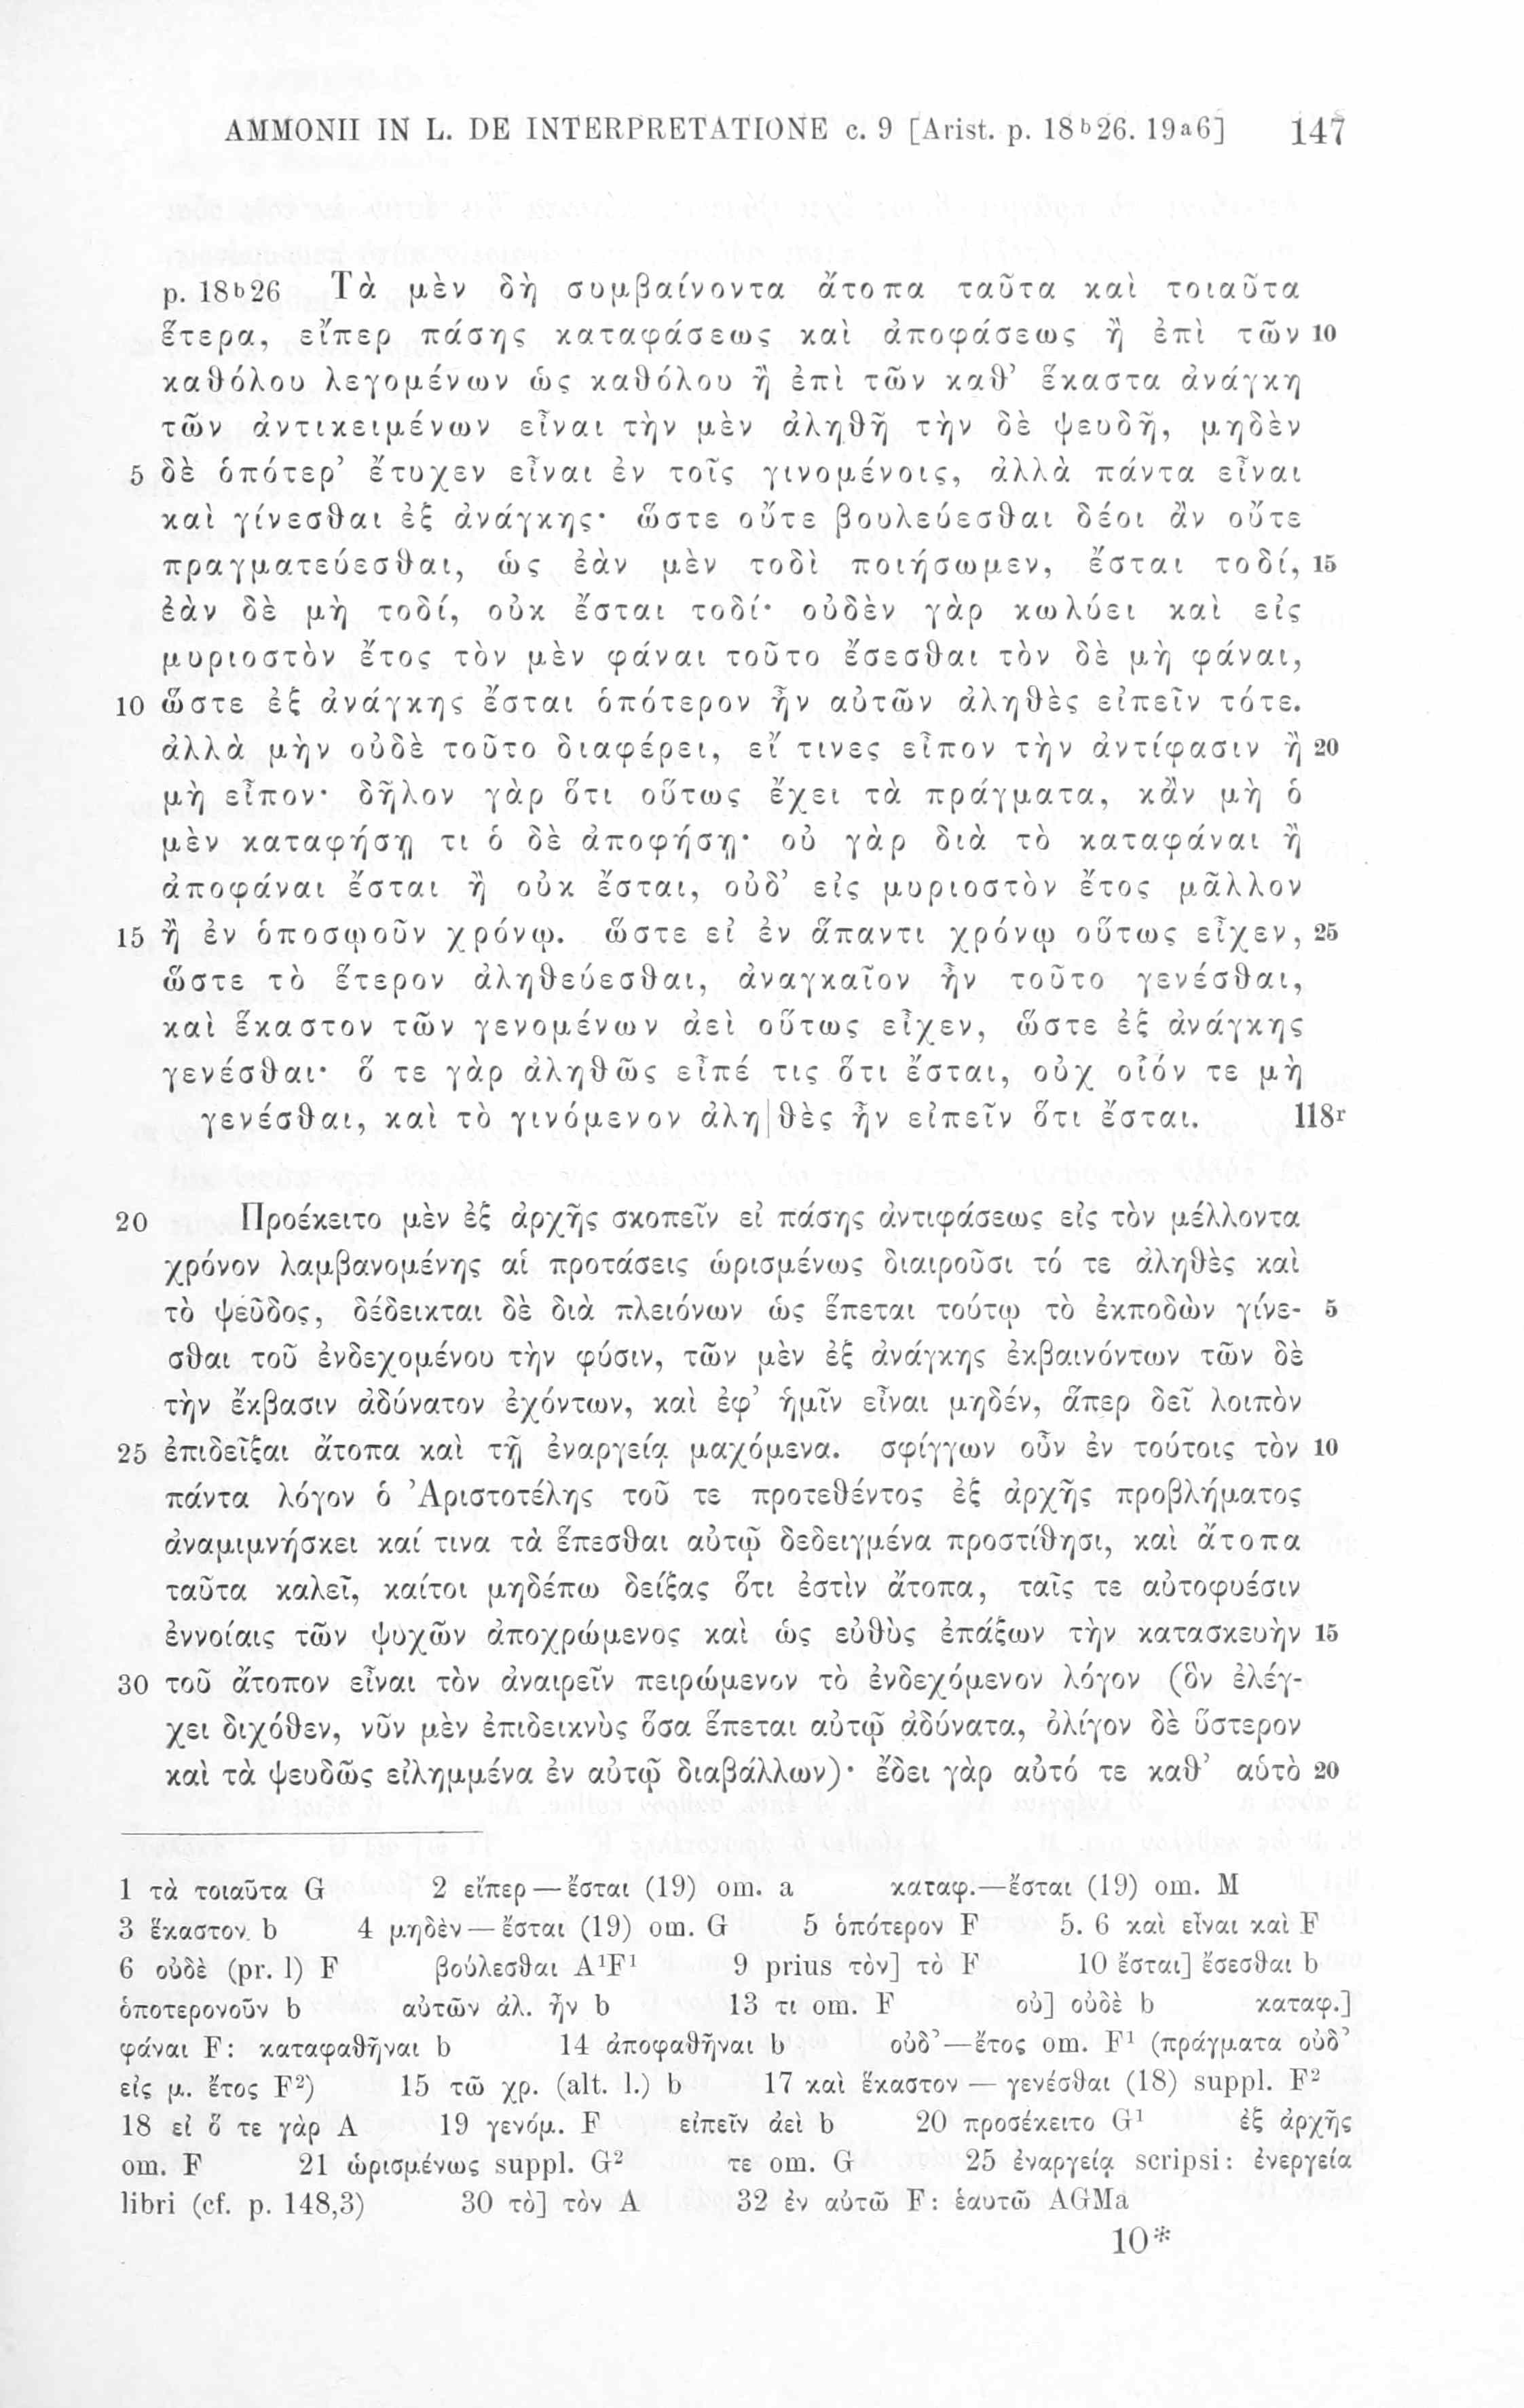 AMMONII IN L. DE INTERPRETATIONE c. 9 [Arist. p. 18b26. 19a6] 147
p. 18b26 Τὰ μὲν δὴ συμβαίνοντα ἄτοπα ταῦτα καὶ τοιαῦτα
ἕτερα, εἴπερ πάσης καταφάσεως καὶ ἀποφάσεως ἢ ἐπὶ τῶν 10
καθόλου λεγομένων ὡς καθόλου ἢ ἐπὶ τῶν καθ’ ἕκαστα ἀνάγκη
τῶν ἀντικειμένων εἶναι τὴν μὲν ἀληθῆ τὴν δὲ ψευδῆ, μηδὲν
5 δὲ ὁπότερ’ ἔτυχεν εἶναι ἐν τοῖς γινομένοις, ἀλλὰ πάντα εἶναι
καὶ γίνεσθαι ἐξ ἀνάγκης· ὥστε οὔτε βουλεύεσθαι δέοι ἂν οὔτε
πραγματεύεσθαι, ὡς ἐὰν μὲν τοδὶ ποιήσωμεν, ἔσται τοδί, 15
ἐὰν δὲ μὴ τοδί, οὐκ ἔσται τοδί· οὐδὲν γὰρ κωλύει καὶ εἰς
μυριοστὸν ἔτος τὸν μὲν φάναι τοῦτο ἔσεσθαι τὸν δὲ μὴ φάναι,
10 ὥστε ἐξ ἀνάγκης ἔσται ὁπότερον ἦν αὐτῶν ἀληθὲς εἰπεῖν τότε.
ἀλλὰ μὴν οὐδὲ τοῦτο διαφέρει, εἴ τινες εἶπον τὴν ἀντίφασιν ἢ 20
μὴ εἶπον· δῆλον γὰρ ὅτι οὕτως ἔχει τὰ πράγματα, κἂν μὴ ὁ
μὲν καταφήσῃ τι ὁ δὲ ἀποφήσῃ· οὐ γὰρ διὰ τὸ καταφάναι ἢ
ἀποφάναι ἔσται ἢ οὐκ ἔσται, οὐδ’ εἰς μυριοστὸν ἔτος μᾶλλον
15 ἢ ἐν ὁποσῳοῦν χρόνῳ. ὥστε εἰ ἐν ἅπαντι χρόνῳ οὕτως εἶχεν, 25
ὥστε τὸ ἕτερον ἀληθεύεσθαι, ἀναγκαῖον ἦν τοῦτο γενέσθαι,
καὶ ἕκαστον τῶν γενομένων ἀεὶ οὕτως εἶχεν, ὥστε ἐξ ἀνάγκης
γενέσθαι· ὅ τε γὰρ ἀληθῶς εἶπέ τις ὅτι ἔσται, οὐχ οἷόν τε μὴ
γενέσθαι, καὶ τὸ γινόμενον ἀλη|θὲς ἦν εἰπεῖν ὅτι ἔσται. 118r
20 Προέκειτο μὲν ἐξ ἀρχῆς σκοπεῖν εἰ πάσης ἀντιφάσεως εἰς τὸν μέλλοντα
χρόνον λαμβανομένης αἱ προτάσεις ὡρισμένως διαιροῦσι τό τε ἀληθὲς καὶ
τὸ ψεῦδος, δέδεικται δὲ διὰ πλειόνων ὡς ἕπεται τούτῳ τὸ ἐκποδὼν γίνε- 5
σθαι τοῦ ἐνδεχομένου τὴν φύσιν, τῶν μὲν ἐξ ἀνάγκης ἐκβαινόντων τῶν δὲ
τὴν ἔκβασιν ἀδύνατον ἐχόντων, καὶ ἐφ’ ἡμῖν εἶναι μηδέν, ἅπερ δεῖ λοιπὸν
25 ἐπιδεῖξαι ἄτοπα καὶ τῇ ἐναργείᾳ μαχόμενα. σφίγγων οὖν ἐν τούτοις τὸν 10
πάντα λόγον ὁ Ἀριστοτέλης τοῦ τε προτεθέντος ἐξ ἀρχῆς προβλήματος
ἀναμιμνήσκει καί τινα τὰ ἕπεσθαι αὐτῷ δεδειγμένα προστίθησι, καὶ ἄτοπα
ταῦτα καλεῖ, καίτοι μηδέπω δείξας ὅτι ἐστὶν ἄτοπα, ταῖς τε αὐτοφυέσιν
ἐννοίαις τῶν ψυχῶν ἀποχρώμενος καὶ ὡς εὐθὺς ἐπάξων τὴν κατασκευὴν 15
30 τοῦ ἄτοπον εἶναι τὸν ἀναιρεῖν πειρώμενον τὸ ἐνδεχόμενον λόγον (ὃν ἐλέγ-
χει διχόθεν, νῦν μὲν ἐπιδεικνὺς ὅσα ἕπεται αὐτῷ ἀδύνατα, ὀλίγον δὲ ὕστερον
καὶ τὰ ψευδῶς εἰλημμένα ἐν αὐτῷ διαβάλλων)· ἔδει γὰρ αὐτό τε καθ’ αὑτὸ 20
1 τὰ τοιαῦτα G 2 εἴπερ — ἔσται (19) om. a καταφ.—ἔσται (19) om. M
3 ἕκαστον b 4 μηδὲν — ἔσται (19) om. G 5 ὁπότερον F 5. 6 καὶ εἶναι καὶ F
6 οὐδὲ (pr. l) F βούλεσθαι A¹F¹ 9 prius τὸν] τὸ F 10 ἔσται] ἔσεσθαι b
ὁποτερονοῦν b αὐτῶν ἀλ. ἦν b 13 τι om. F οὐ] οὐδὲ b καταφ.]
φάναι F: καταφαθῆναι b 14 ἀποφαθῆναι b οὐδ’—ἔτος om. F¹ (πράγματα οὐδ’
εἰς μ. ἔτος F²) 15 τῶ χρ. (alt. l.) b 17 καὶ ἕκαστον — γενέσθαι (18) suppl. F²
18 εἰ ὅ τε γὰρ A 19 γενόμ. F εἰπεῖν ἀεὶ b 20 προσέκειτο G¹ ἐξ ἀρχῆς
om. F 21 ὡρισμένως suppl. G² τε om. G 25 ἐναργείᾳ scripsi: ἐνεργεία
libri (cf. p. 148,3) 30 τὸ] τὸν A 32 ἐν αὐτῶ F: ἑαυτῶ AGMa
10*